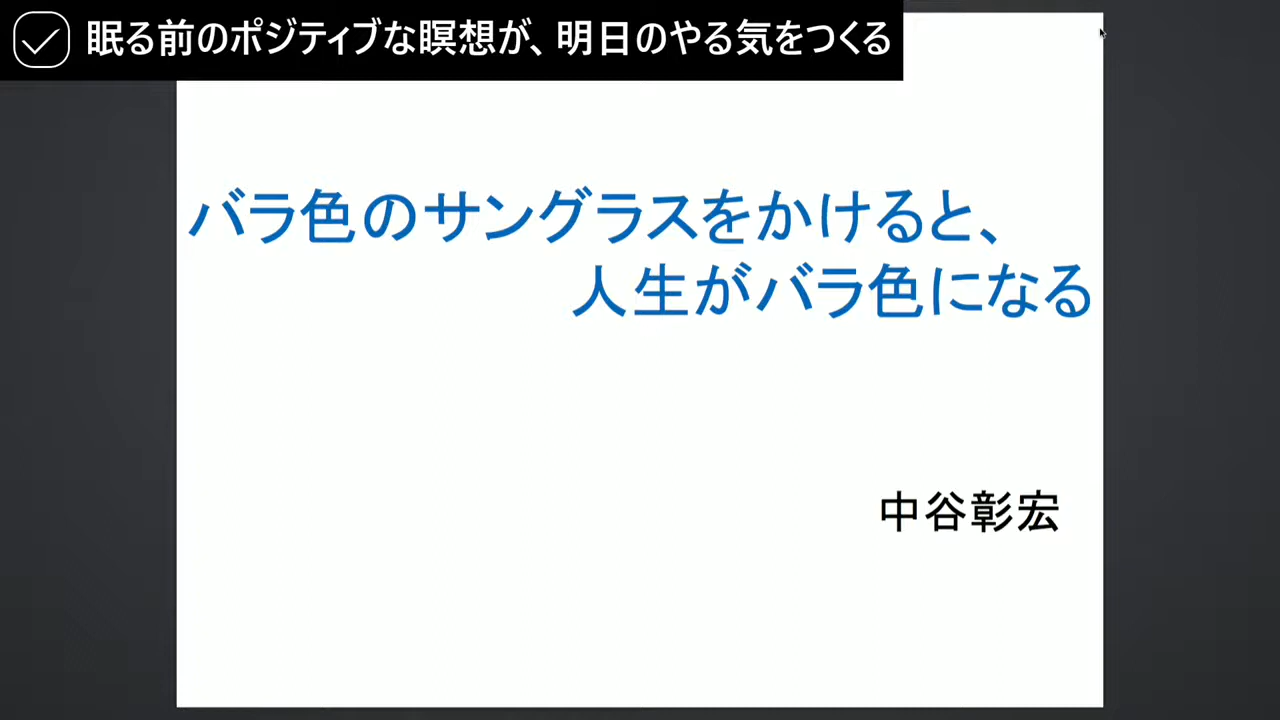 眠る前のポジティブな瞑想が、明日のやる気をつくる
バラ色のサングラスをかけると、
人生がバラ色になる
中谷彰宏